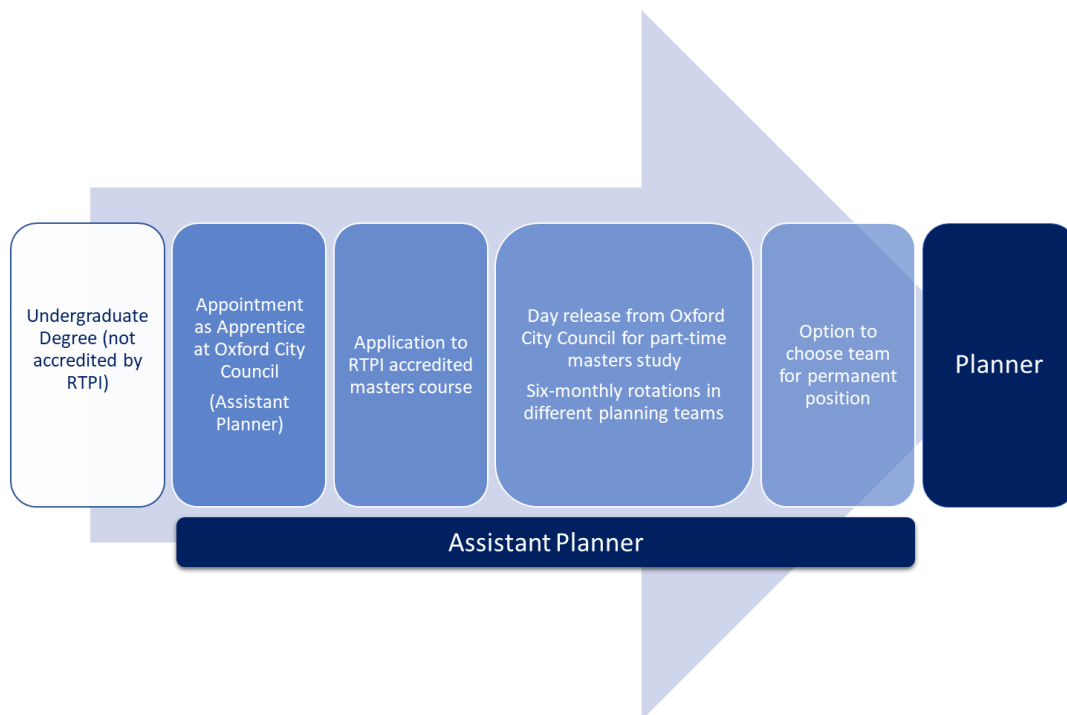 Undergraduate
Degree (not
accredited by
RTPI)
Appointment
as Apprentice
at Oxford City
Council
(Assistant
Planner)
Application to
RTPI accredited
masters course
Day release from Oxford
City Council for part-time
masters study
Six-monthly rotations in
different planning teams
Option to
choose team
for permanent
position
Planner
Assistant Planner